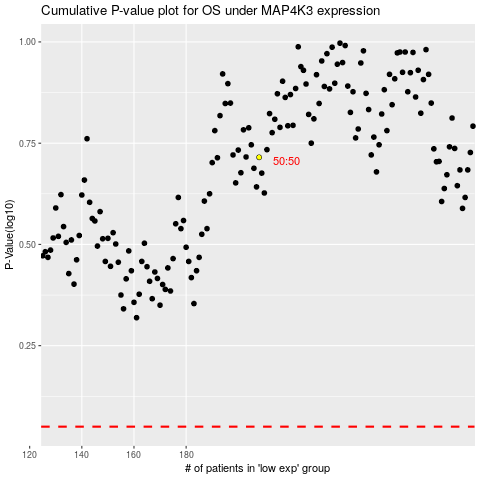 Cumulative P-value plot for OS under MAP4K3 expression
P-Value(log10)
1.00
0.75
0.50
0.25
50:50
120 140 160 180
# of patients in 'low exp' group